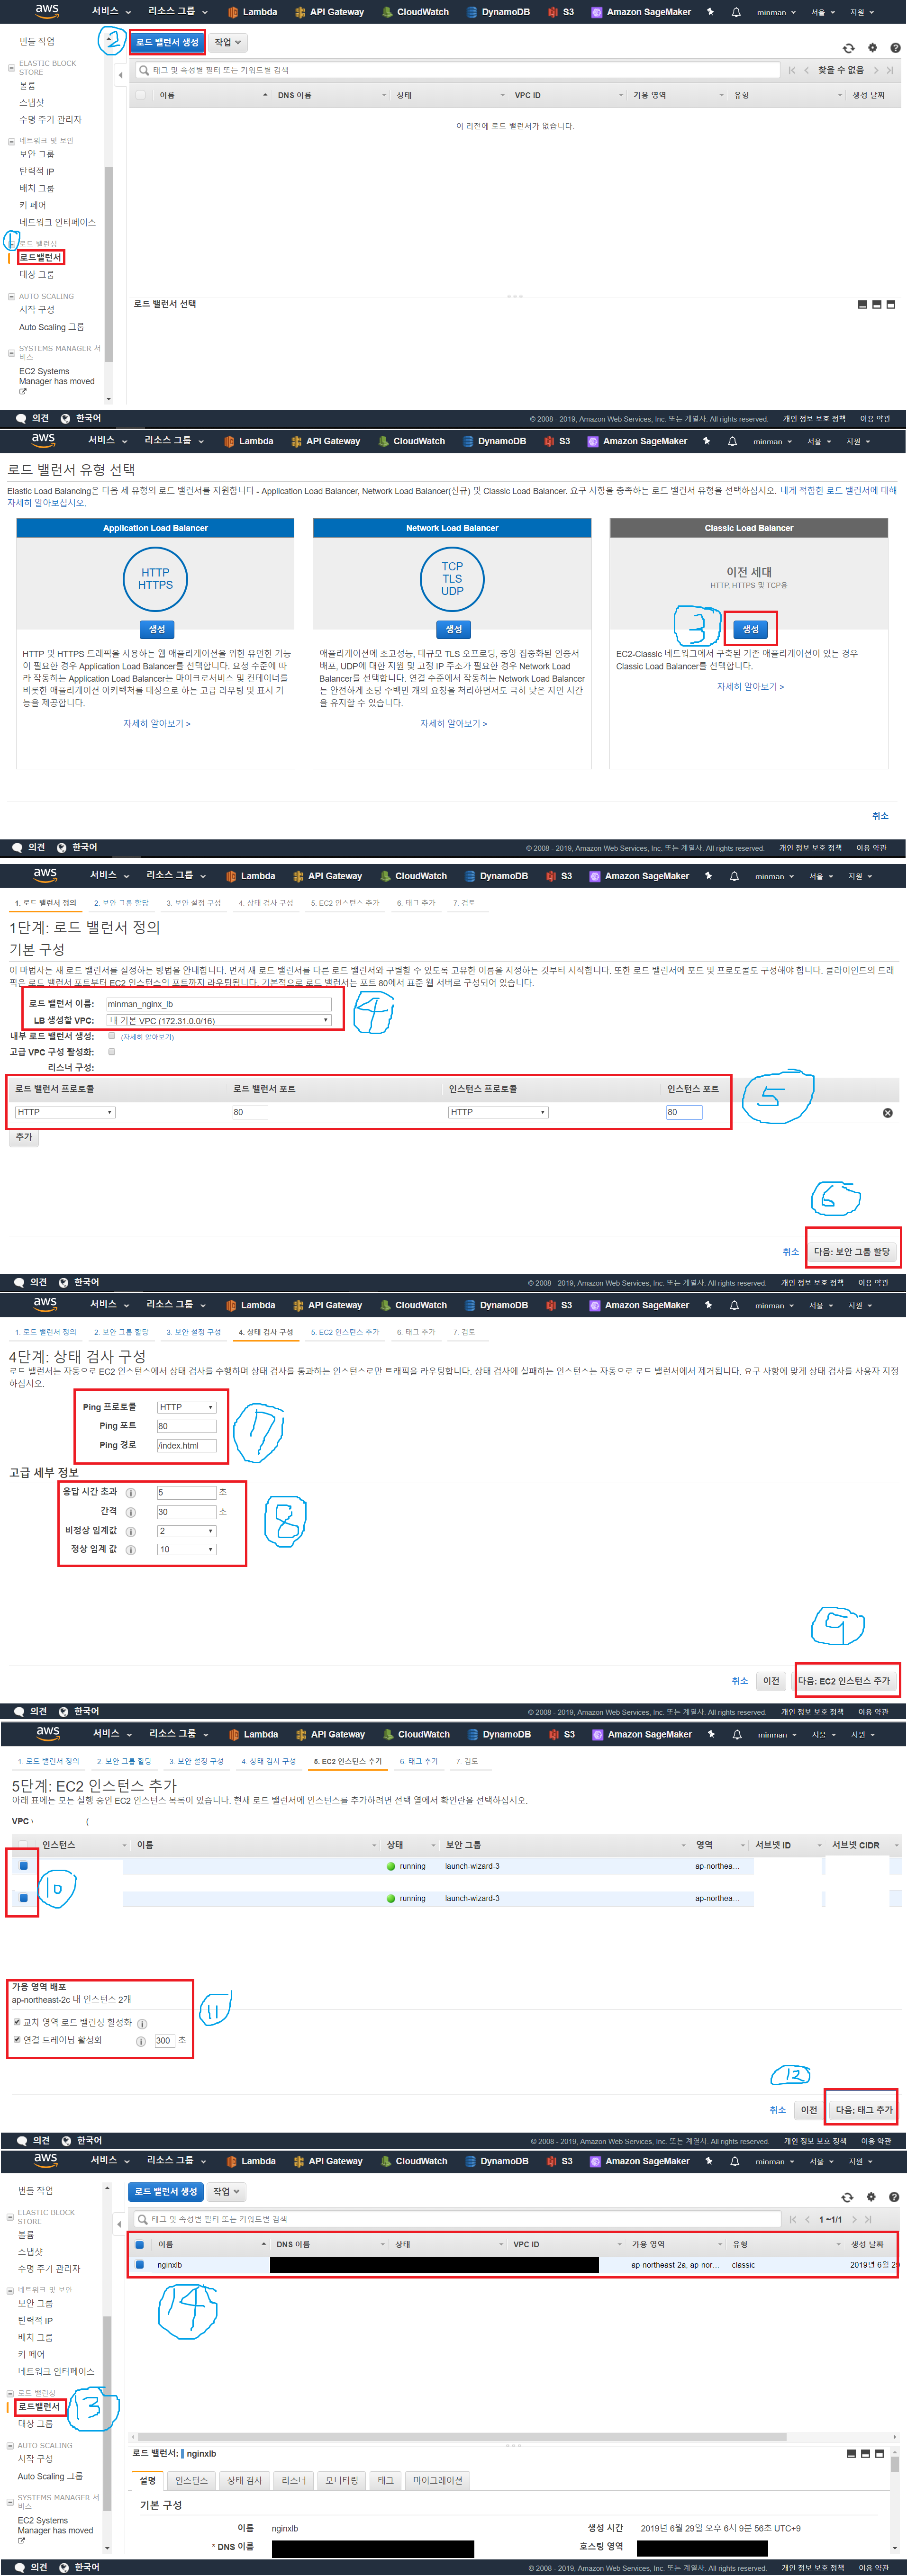 aws 서비스 리소스 그룹 Lambda API Gateway CloudWatch DynamoDB S3 Amazon SageMaker minman 서울 지원
번들 작업
② 로드 밸런서 생성 작업
ELASTIC BLOCK
STORE
볼륨
스냅샷
수명 주기 관리자
태그 및 속성별 필터 또는 키워드별 검색 찾을 수 없음
이름 DNS 이름 상태 VPC ID 가용 영역 유형 생성 날짜
이 리전에 로드 밸런서가 없습니다.
네트워크 및 보안
보안 그룹
탄력적 IP
배치 그룹
키 페어
네트워크 인터페이스
① 로드 밸런싱
로드밸런서
대상 그룹
AUTO SCALING
시작 구성
Auto Scaling 그룹
SYSTEMS MANAGER 서
비스
EC2 Systems
Manager has moved
로드 밸런서 선택
의견 한국어 © 2008 - 2019, Amazon Web Services, Inc. 또는 계열사. All rights reserved. 개인 정보 보호 정책 이용 약관
aws 서비스 리소스 그룹 Lambda API Gateway CloudWatch DynamoDB S3 Amazon SageMaker minman 서울 지원
로드 밸런서 유형 선택
Elastic Load Balancing은 다음 세 유형의 로드 밸런서를 지원합니다 - Application Load Balancer, Network Load Balancer(신규) 및 Classic Load Balancer. 요구 사항을 충족하는 로드 밸런서 유형을 선택하십시오. 내게 적합한 로드 밸런서에 대해
자세히 알아보십시오.
Application Load Balancer
HTTP
HTTPS
생성
HTTP 및 HTTPS 트래픽을 사용하는 웹 애플리케이션을 위한 유연한 기능
이 필요한 경우 Application Load Balancer를 선택합니다. 요청 수준에 따
라 작동하는 Application Load Balancer는 마이크로서비스 및 컨테이너를
비롯한 애플리케이션 아키텍처를 대상으로 하는 고급 라우팅 및 표시 기
능을 제공합니다.
자세히 알아보기 >
Network Load Balancer
TCP
TLS
UDP
생성
애플리케이션에 초고성능, 대규모 TLS 오프로딩, 중앙 집중화된 인증서
배포, UDP에 대한 지원 및 고정 IP 주소가 필요한 경우 Network Load
Balancer를 선택합니다. 연결 수준에서 작동하는 Network Load Balancer
는 안전하게 초당 수백만 개의 요청을 처리하면서도 극히 낮은 지연 시간
을 유지할 수 있습니다.
자세히 알아보기 >
Classic Load Balancer
이전 세대
HTTP, HTTPS 및 TCP용
③ 생성
EC2-Classic 네트워크에서 구축된 기존 애플리케이션이 있는 경우
Classic Load Balancer를 선택합니다.
자세히 알아보기 >
취소
의견 한국어 © 2008 - 2019, Amazon Web Services, Inc. 또는 계열사. All rights reserved. 개인 정보 보호 정책 이용 약관
aws 서비스 리소스 그룹 Lambda API Gateway CloudWatch DynamoDB S3 Amazon SageMaker minman 서울 지원
1. 로드 밸런서 정의 2. 보안 그룹 할당 3. 보안 설정 구성 4. 상태 검사 구성 5. EC2 인스턴스 추가 6. 태그 추가 7. 검토
1단계: 로드 밸런서 정의
기본 구성
이 마법사는 새 로드 밸런서를 설정하는 방법을 안내합니다. 먼저 새 로드 밸런서를 다른 로드 밸런서와 구별할 수 있도록 고유한 이름을 지정하는 것부터 시작합니다. 또한 로드 밸런서에 포트 및 프로토콜도 구성해야 합니다. 클라이언트의 트래
픽은 로드 밸런서 포트부터 EC2 인스턴스의 포트까지 라우팅됩니다. 기본적으로 로드 밸런서는 포트 80에서 표준 웹 서버로 구성되어 있습니다.
로드 밸런서 이름: minman_nginx_lb
LB 생성할 VPC: 내 기본 VPC (172.31.0.0/16) ④
내부 로드 밸런서 생성: (자세히 알아보기)
고급 VPC 구성 활성화:
리스너 구성:
로드 밸런서 프로토콜 로드 밸런서 포트 인스턴스 프로토콜 인스턴스 포트 ⑤
HTTP 80 HTTP 80
추가
⑥
취소 다음: 보안 그룹 할당
의견 한국어 © 2008 - 2019, Amazon Web Services, Inc. 또는 계열사. All rights reserved. 개인 정보 보호 정책 이용 약관
aws 서비스 리소스 그룹 Lambda API Gateway CloudWatch DynamoDB S3 Amazon SageMaker minman 서울 지원
1. 로드 밸런서 정의 2. 보안 그룹 할당 3. 보안 설정 구성 4. 상태 검사 구성 5. EC2 인스턴스 추가 6. 태그 추가 7. 검토
4단계: 상태 검사 구성
로드 밸런서는 자동으로 EC2 인스턴스에서 상태 검사를 수행하며 상태 검사를 통과하는 인스턴스로만 트래픽을 라우팅합니다. 상태 검사에 실패하는 인스턴스는 자동으로 로드 밸런서에서 제거됩니다. 요구 사항에 맞게 상태 검사를 사용자 지정
하십시오.
Ping 프로토콜 HTTP
Ping 포트 80 ⑦
Ping 경로 /index.html
고급 세부 정보
응답 시간 초과 5 초
간격 30 초 ⑧
비정상 임계값 2
정상 임계 값 10
⑨
취소 이전 다음: EC2 인스턴스 추가
의견 한국어 © 2008 - 2019, Amazon Web Services, Inc. 또는 계열사. All rights reserved. 개인 정보 보호 정책 이용 약관
aws 서비스 리소스 그룹 Lambda API Gateway CloudWatch DynamoDB S3 Amazon SageMaker minman 서울 지원
1. 로드 밸런서 정의 2. 보안 그룹 할당 3. 보안 설정 구성 4. 상태 검사 구성 5. EC2 인스턴스 추가 6. 태그 추가 7. 검토
5단계: EC2 인스턴스 추가
아래 표에는 모든 실행 중인 EC2 인스턴스 목록이 있습니다. 현재 로드 밸런서에 인스턴스를 추가하려면 선택 열에서 확인란을 선택하십시오.
VPC (
인스턴스 이름 상태 보안 그룹 영역 서브넷 ID 서브넷 CIDR
running launch-wizard-3 ap-northea...
⑩
running launch-wizard-3 ap-northea...
가용 영역 배포
ap-northeast-2c 내 인스턴스 2개
⑪
교차 영역 로드 밸런싱 활성화
연결 드레이닝 활성화 300 초
⑫
취소 이전 다음: 태그 추가
의견 한국어 © 2008 - 2019, Amazon Web Services, Inc. 또는 계열사. All rights reserved. 개인 정보 보호 정책 이용 약관
aws 서비스 리소스 그룹 Lambda API Gateway CloudWatch DynamoDB S3 Amazon SageMaker minman 서울 지원
번들 작업
로드 밸런서 생성 작업
ELASTIC BLOCK
STORE
볼륨
스냅샷
수명 주기 관리자
태그 및 속성별 필터 또는 키워드별 검색 1 ~1/1
이름 DNS 이름 상태 VPC ID 가용 영역 유형 생성 날짜
nginxlb ap-northeast-2a, ap-nor... classic 2019년 6월 29
⑭
네트워크 및 보안
보안 그룹
탄력적 IP
배치 그룹
키 페어
네트워크 인터페이스
로드 밸런싱
로드밸런서 ⑬
대상 그룹
AUTO SCALING
시작 구성
Auto Scaling 그룹
SYSTEMS MANAGER 서
비스
EC2 Systems
Manager has moved
로드 밸런서: nginxlb
설명 인스턴스 상태 검사 리스너 모니터링 태그 마이그레이션
기본 구성
이름 nginxlb 생성 시간 2019년 6월 29일 오후 6시 9분 56초 UTC+9
* DNS 이름 호스팅 영역
의견 한국어 © 2008 - 2019, Amazon Web Services, Inc. 또는 계열사. All rights reserved. 개인 정보 보호 정책 이용 약관